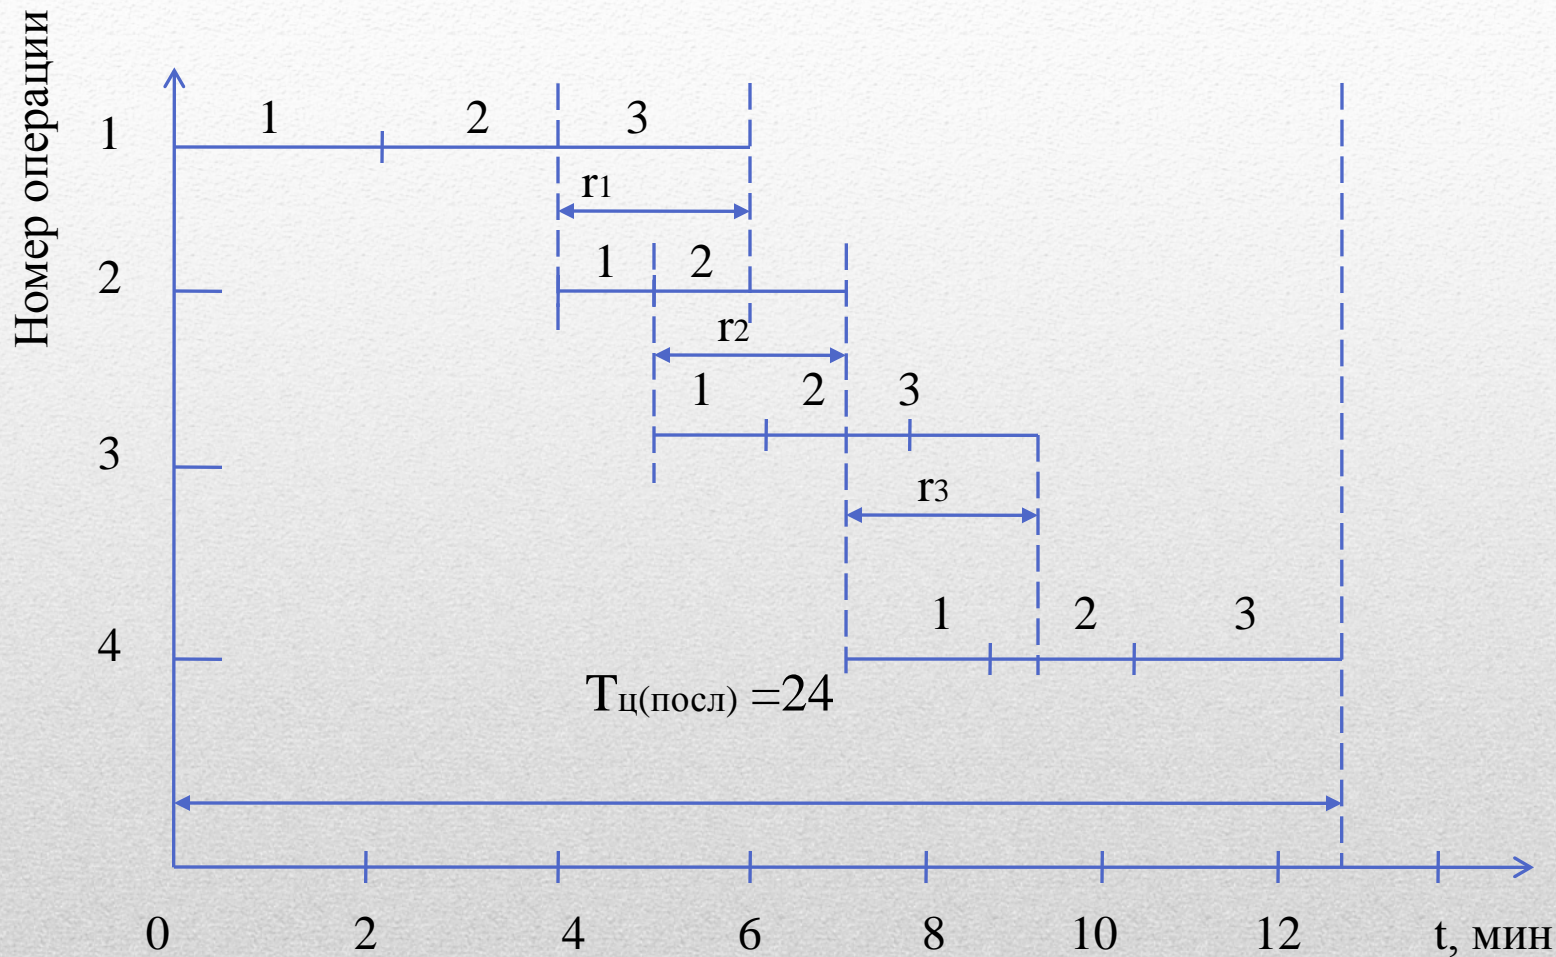 Номер операции
1
1 2 3
r1
2
1 2
r2
1 2 3
3
r3
1 2 3
4
Tц(посл) =24
0 2 4 6 8 10 12 t, мин